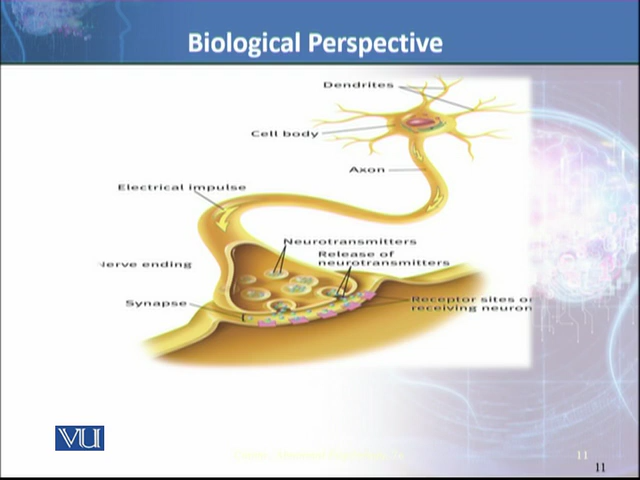 Biological Perspective
Dendrites
Cell body
Axon
Electrical impulse
Neurotransmitters
Release of
neurotransmitters
Nerve ending
Synapse
Receptor sites on
receiving neuron
VU
11
11